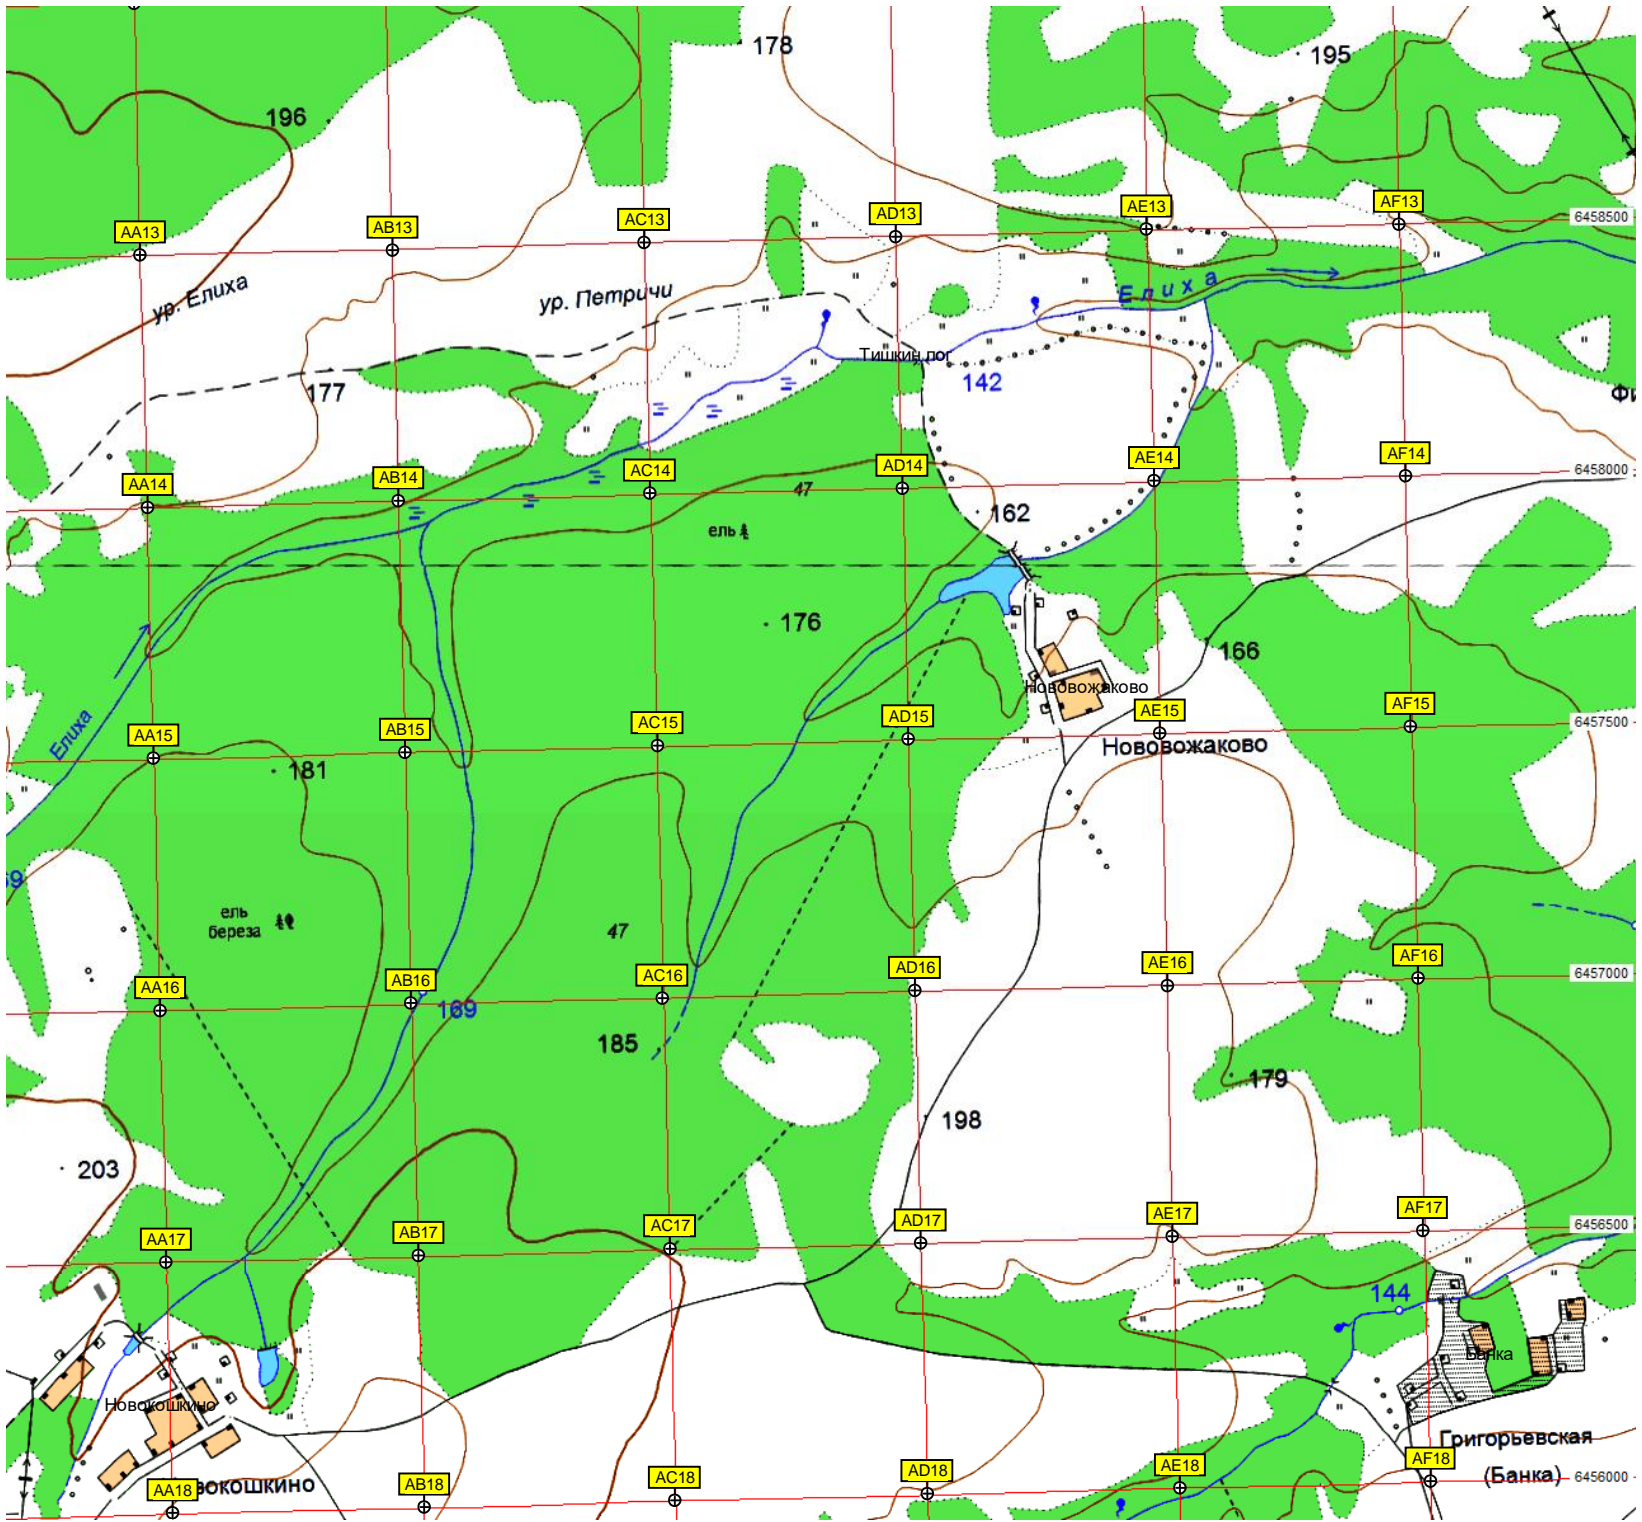 178
195
196
AA13
AB13
AC13
AD13
AE13
AF13
6458500
ур. Елиха
ур. Петричи
Елиха
Тишкин лог
142
177
AA14
AB14
AC14
AD14
AE14
AF14
6458000
47
ель
162
176
166
Нововожаково
Елиха
AA15
AB15
AC15
AD15
AE15
AF15
6457500
Нововожаково
181
ель
береза
47
AA16
AB16
AC16
AD16
AE16
AF16
6457000
169
185
179
198
203
AA17
AB17
AC17
AD17
AE17
AF17
6456500
144
Банка
Новокошкино
Григорьевская
(Банка)
AA18
вокошкино
AB18
AC18
AD18
AE18
AF18
6456000